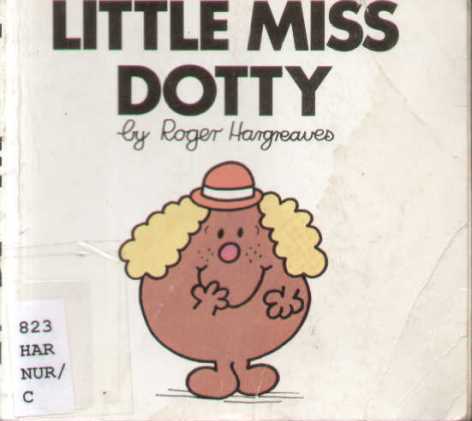 LITTLE MISS
DOTTY
by Roger Hargreaves
823
HAR
NUR/
C